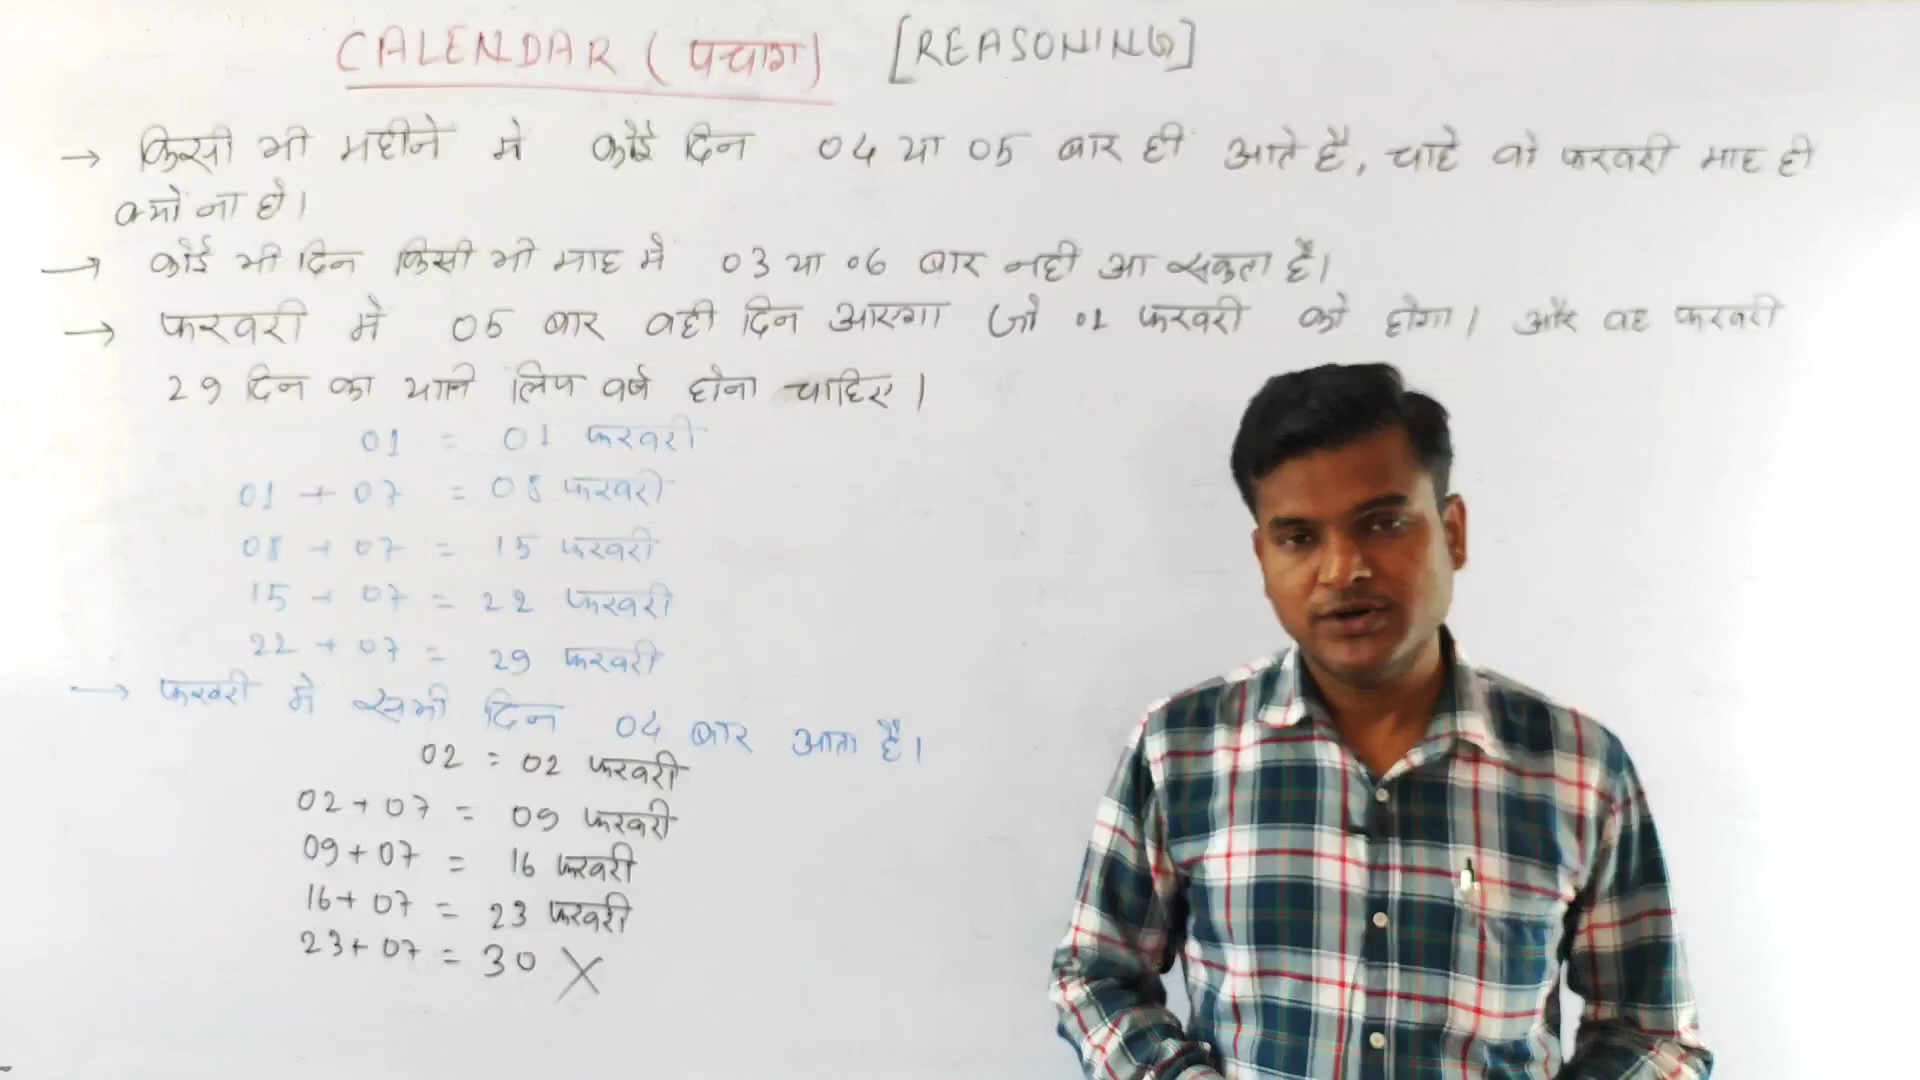 CALENDAR (पचांग) [REASONING]
→ किसी भी महीने मे कोई दिन 04 या 05 बार ही आते है, चाहे वो फरवरी माह ही
क्यो ना हो।
→ कोई भी दिन किसी भी माह मे 03 या 06 बार नही आ सकता है।
→ फरवरी मे 05 बार वही दिन आएगा जो 01 फरवरी को होगा। और वह फरवरी
29 दिन का याने लिप वर्ष होना चाहिए।
01 = 01 फरवरी
01 + 07 = 08 फरवरी
08 + 07 = 15 फरवरी
15 + 07 = 22 फरवरी
22 + 07 = 29 फरवरी
→ फरवरी मे सभी दिन 04 बार आता है।
02 = 02 फरवरी
02 + 07 = 09 फरवरी
09 + 07 = 16 फरवरी
16 + 07 = 23 फरवरी
23 + 07 = 30 X